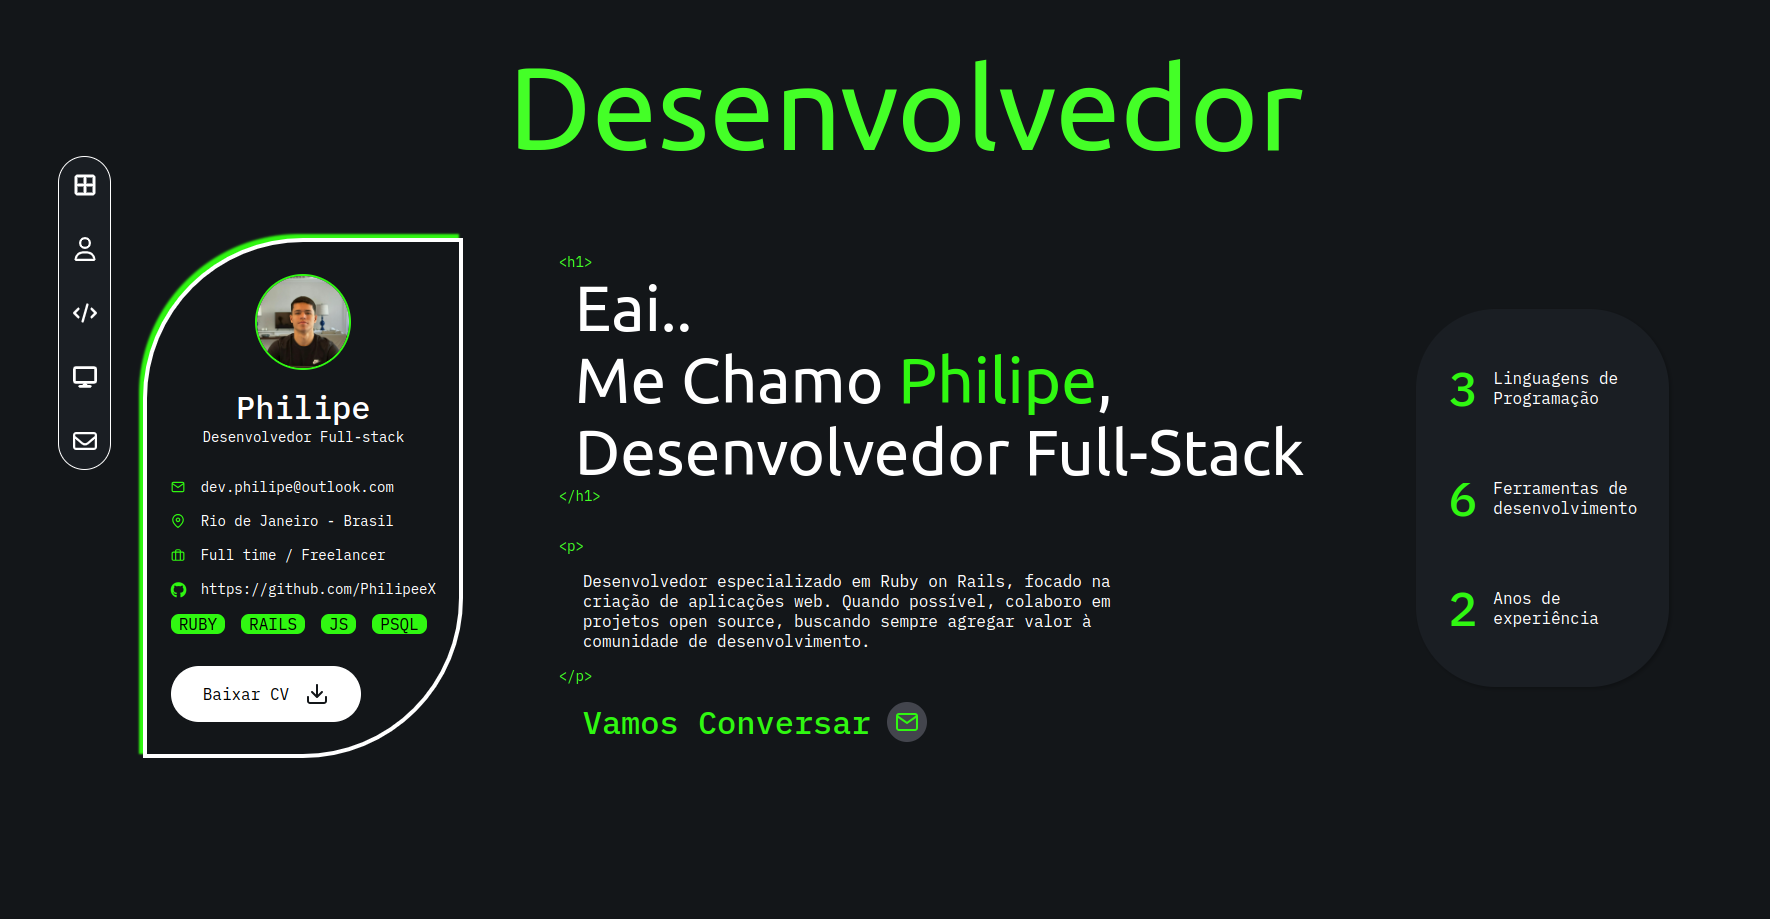 Desenvolvedor
Philipe
Desenvolvedor Full-stack
dev.philipe@outlook.com
Rio de Janeiro - Brasil
Full time / Freelancer
https://github.com/PhilipeeX
RUBY RAILS JS PSQL
Baixar CV
<h1>
Eai..
Me Chamo Philipe,
Desenvolvedor Full-Stack
</h1>
<p>
Desenvolvedor especializado em Ruby on Rails, focado na
criação de aplicações web. Quando possível, colaboro em
projetos open source, buscando sempre agregar valor à
comunidade de desenvolvimento.
</p>
Vamos Conversar
3 Linguagens de
Programação
6 Ferramentas de
desenvolvimento
2 Anos de
experiência